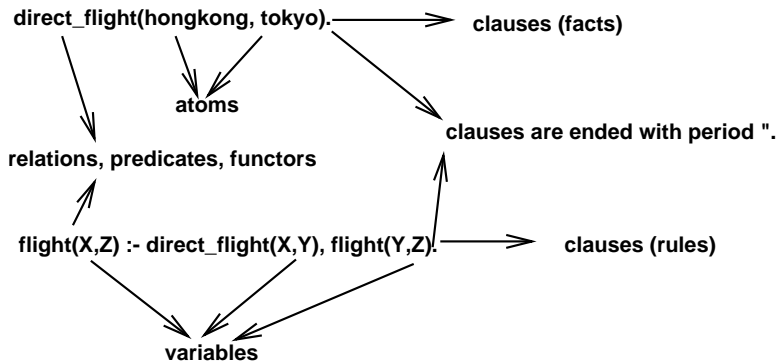 direct_flight(hongkong, tokyo).
clauses (facts)
atoms
clauses are ended with period ".
relations, predicates, functors
flight(X,Z) :- direct_flight(X,Y), flight(Y,Z).
clauses (rules)
variables